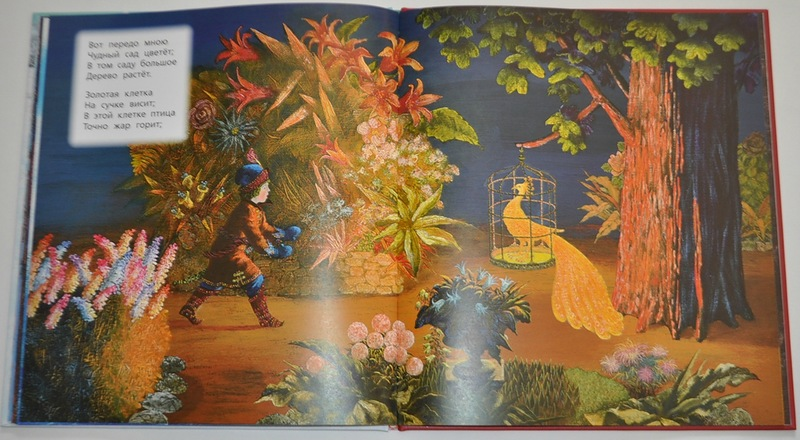 Вот передо мною
Чудный сад цветёт;
В том саду большое
Дерево растёт.
Золотая клетка
На сучке висит;
В этой клетке птица
Точно жар горит;